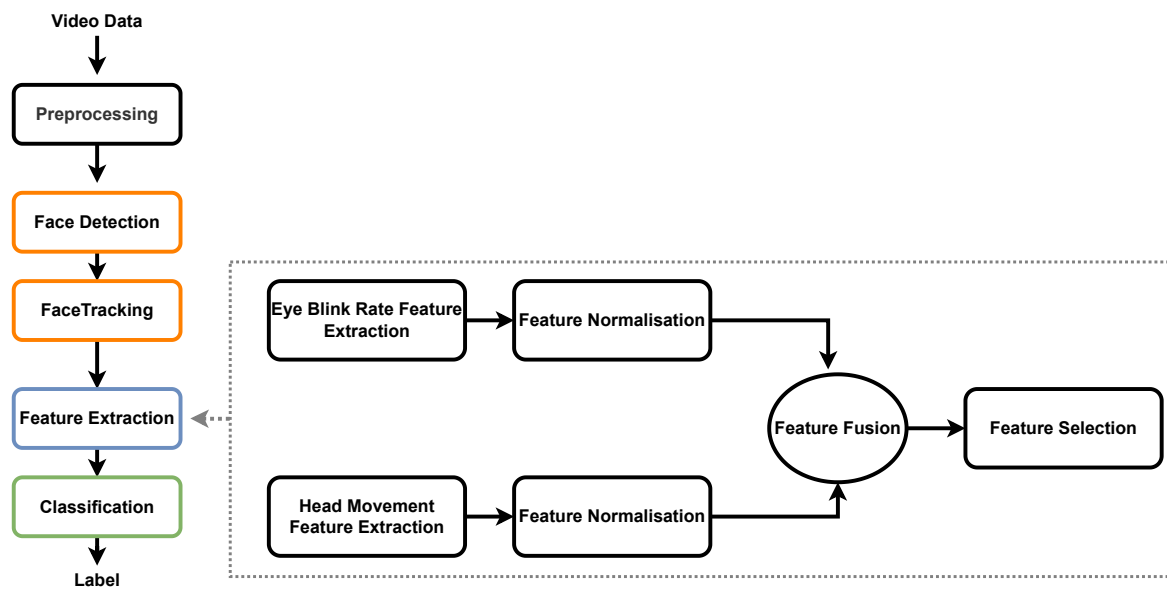 Video Data
Preprocessing
Face Detection
FaceTracking
Feature Extraction
Classification
Label
Eye Blink Rate Feature
Extraction
Feature Normalisation
Head Movement
Feature Extraction
Feature Normalisation
Feature Fusion
Feature Selection